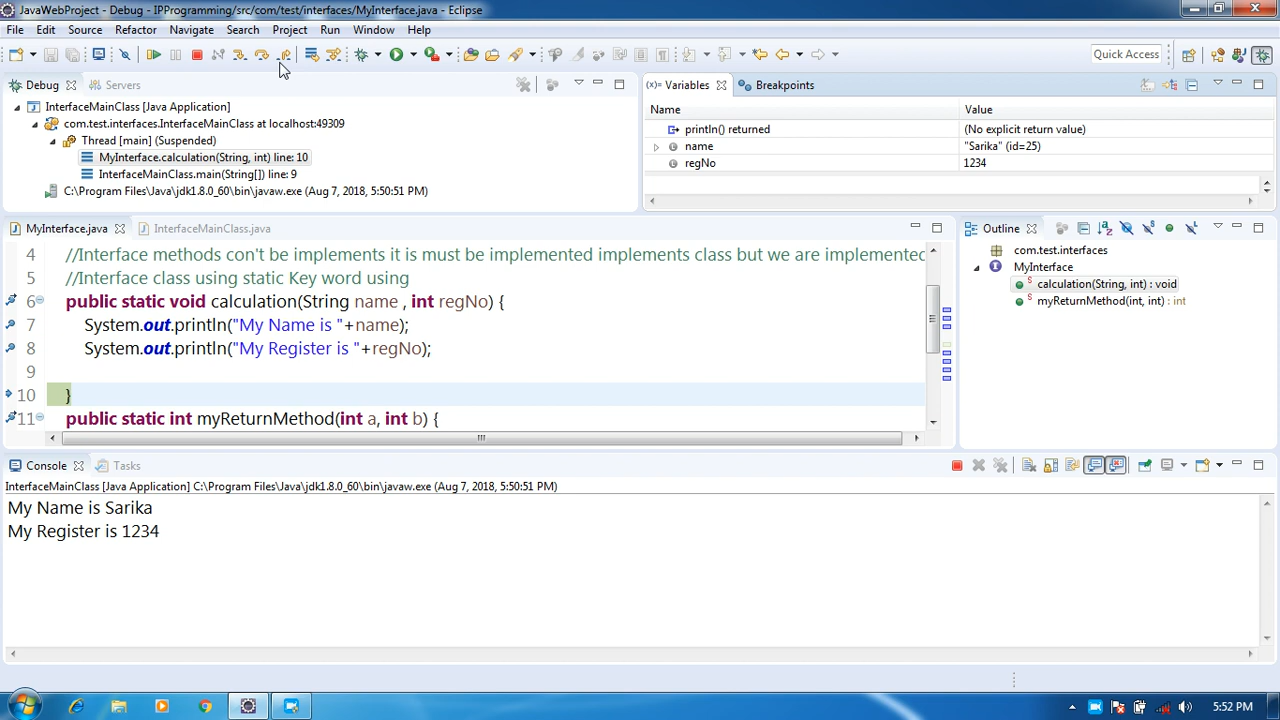 JavaWebProject - Debug - IPProgramming/src/com/test/interfaces/MyInterface.java - Eclipse
File Edit Source Refactor Navigate Search Project Run Window Help
Quick Access
Debug Servers
InterfaceMainClass [Java Application]
com.test.interfaces.InterfaceMainClass at localhost:49309
Thread [main] (Suspended)
MyInterface.calculation(String, int) line: 10
InterfaceMainClass.main(String[]) line: 9
C:\Program Files\Java\jdk1.8.0_60\bin\javaw.exe (Aug 7, 2018, 5:50:51 PM)
(x)= Variables Breakpoints
Name Value
println() returned (No explicit return value)
name "Sarika" (id=25)
regNo 1234
MyInterface.java InterfaceMainClass.java
4 //Interface methods con't be implements it is must be implemented implements class but we are implemented
5 //Interface class using static Key word using
6 public static void calculation(String name , int regNo) {
7 System.out.println("My Name is "+name);
8 System.out.println("My Register is "+regNo);
9
10 }
11 public static int myReturnMethod(int a, int b) {
Outline
com.test.interfaces
MyInterface
calculation(String, int) : void
myReturnMethod(int, int) : int
Console Tasks
InterfaceMainClass [Java Application] C:\Program Files\Java\jdk1.8.0_60\bin\javaw.exe (Aug 7, 2018, 5:50:51 PM)
My Name is Sarika
My Register is 1234
5:52 PM